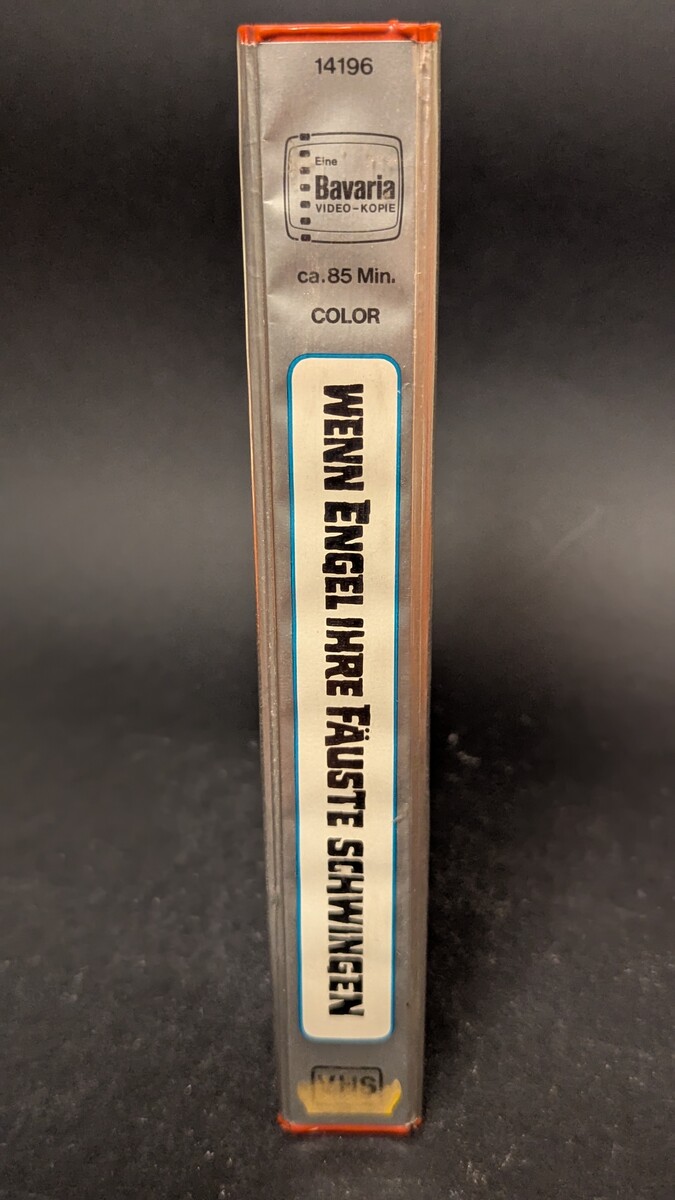 14196
Eine
Bavaria
VIDEO-KOPIE
ca.85 Min.
COLOR
WENN ENGEL IHRE FÄUSTE SCHWINGEN
VHS